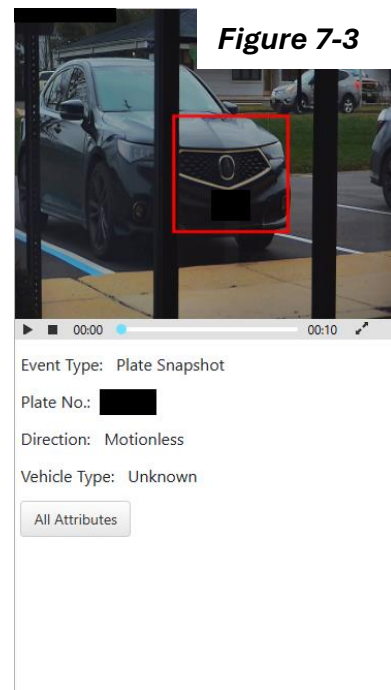 Figure 7-3
00:00
00:10
Event Type: Plate Snapshot
Plate No.:
Direction: Motionless
Vehicle Type: Unknown
All Attributes